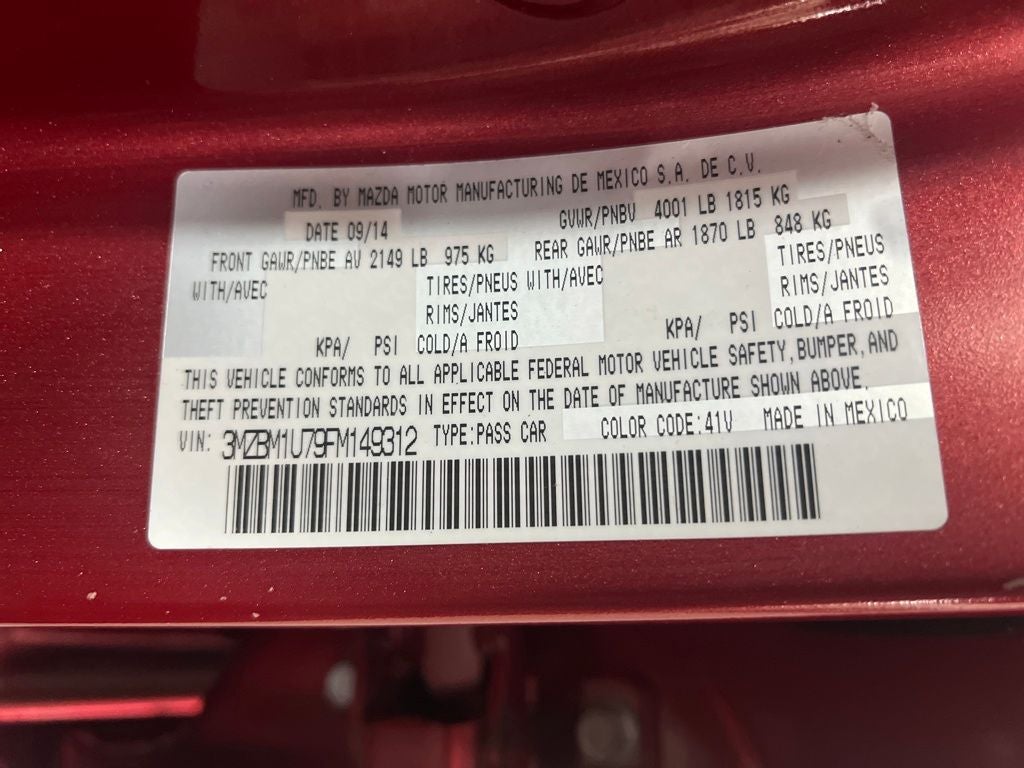 MFD. BY MAZDA MOTOR MANUFACTURING DE MEXICO S.A. DE C.V.
DATE 09/14 GVWR/PNBV 4001 LB 1815 KG
FRONT GAWR/PNBE AV 2149 LB 975 KG REAR GAWR/PNBE AR 1870 LB 848 KG
WITH/AVEC TIRES/PNEUS WITH/AVEC TIRES/PNEUS
RIMS/JANTES RIMS/JANTES
KPA/ PSI COLD/A FROID KPA/ PSI COLD/A FROID
THIS VEHICLE CONFORMS TO ALL APPLICABLE FEDERAL MOTOR VEHICLE SAFETY, BUMPER, AND
THEFT PREVENTION STANDARDS IN EFFECT ON THE DATE OF MANUFACTURE SHOWN ABOVE.
VIN: 3MZBM1U79FM149312 TYPE:PASS CAR COLOR CODE:41V MADE IN MEXICO